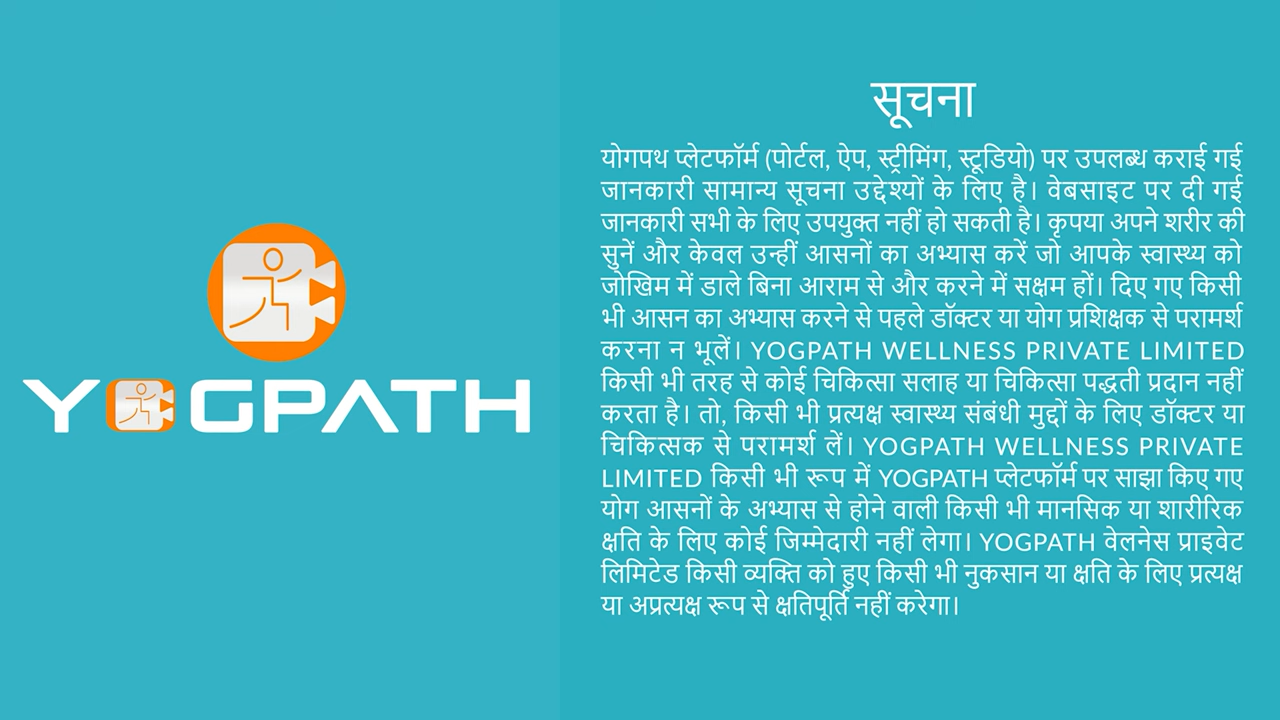 YOGPATH
सूचना
योगपथ प्लेटफॉर्म (पोर्टल, ऐप, स्ट्रीमिंग, स्टूडियो) पर उपलब्ध कराई गई
जानकारी सामान्य सूचना उद्देश्यों के लिए है। वेबसाइट पर दी गई
जानकारी सभी के लिए उपयुक्त नहीं हो सकती है। कृपया अपने शरीर की
सुनें और केवल उन्हीं आसनों का अभ्यास करें जो आपके स्वास्थ्य को
जोखिम में डाले बिना आराम से और करने में सक्षम हों। दिए गए किसी
भी आसन का अभ्यास करने से पहले डॉक्टर या योग प्रशिक्षक से परामर्श
करना न भूलें। YOGPATH WELLNESS PRIVATE LIMITED
किसी भी तरह से कोई चिकित्सा सलाह या चिकित्सा पद्धती प्रदान नहीं
करता है। तो, किसी भी प्रत्यक्ष स्वास्थ्य संबंधी मुद्दों के लिए डॉक्टर या
चिकित्सक से परामर्श लें। YOGPATH WELLNESS PRIVATE
LIMITED किसी भी रूप में YOGPATH प्लेटफॉर्म पर साझा किए गए
योग आसनों के अभ्यास से होने वाली किसी भी मानसिक या शारीरिक
क्षति के लिए कोई जिम्मेदारी नहीं लेगा। YOGPATH वेलनेस प्राइवेट
लिमिटेड किसी व्यक्ति को हुए किसी भी नुकसान या क्षति के लिए प्रत्यक्ष
या अप्रत्यक्ष रूप से क्षतिपूर्ति नहीं करेगा।